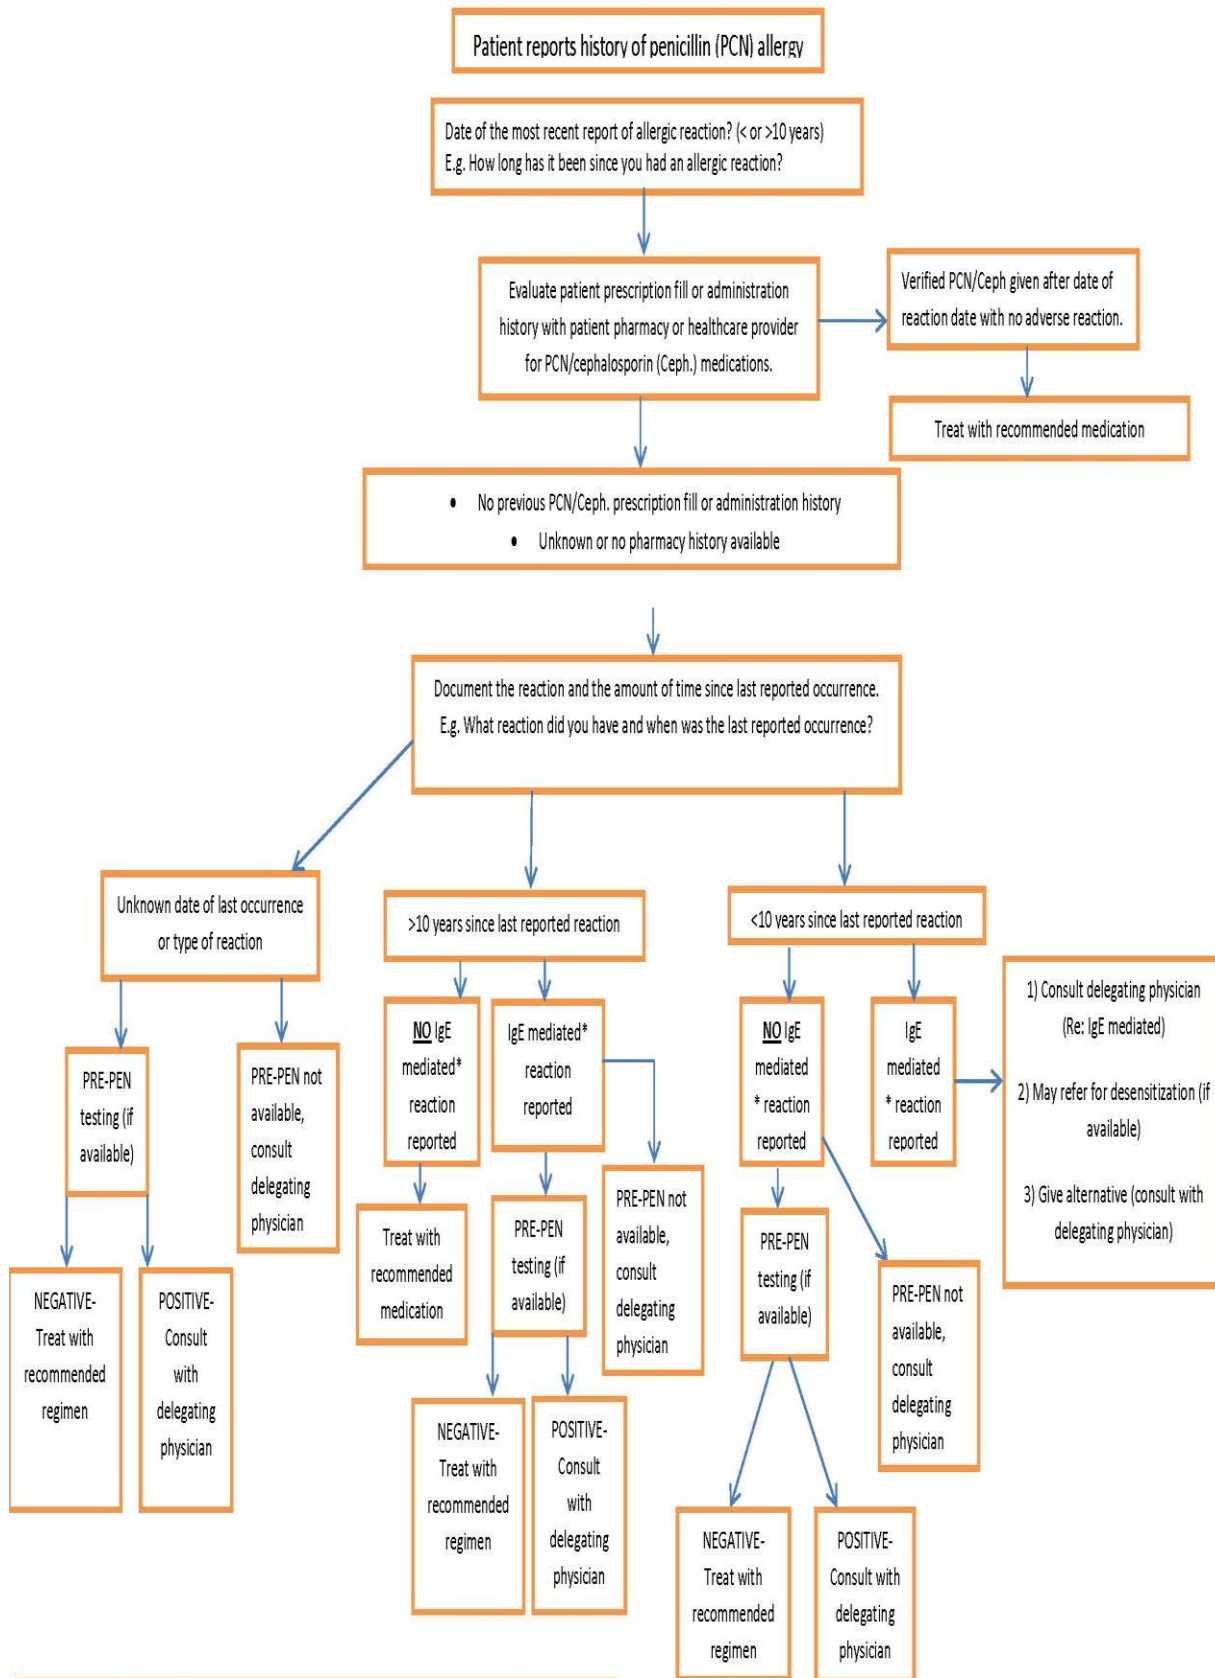 Patient reports history of penicillin (PCN) allergy
Date of the most recent report of allergic reaction? (< or >10 years)
E.g. How long has it been since you had an allergic reaction?
Evaluate patient prescription fill or administration
history with patient pharmacy or healthcare provider
for PCN/cephalosporin (Ceph.) medications.
Verified PCN/Ceph given after date of
reaction date with no adverse reaction.
Treat with recommended medication
• No previous PCN/Ceph. prescription fill or administration history
• Unknown or no pharmacy history available
Document the reaction and the amount of time since last reported occurrence.
E.g. What reaction did you have and when was the last reported occurrence?
Unknown date of last occurrence
or type of reaction
>10 years since last reported reaction
<10 years since last reported reaction
PRE-PEN
testing (if
available)
PRE-PEN not
available,
consult
delegating
physician
NEGATIVE-
Treat with
recommended
regimen
POSITIVE-
Consult
with
delegating
physician
NO IgE
mediated*
reaction
reported
Treat with
recommended
medication
IgE mediated*
reaction
reported
PRE-PEN
testing (if
available)
PRE-PEN not
available,
consult
delegating
physician
NEGATIVE-
Treat with
recommended
regimen
POSITIVE-
Consult
with
delegating
physician
NO IgE
mediated
* reaction
reported
IgE
mediated
* reaction
reported
1) Consult delegating physician
(Re: IgE mediated)
2) May refer for desensitization (if
available)
3) Give alternative (consult with
delegating physician)
PRE-PEN
testing (if
available)
PRE-PEN not
available,
consult
delegating
physician
NEGATIVE-
Treat with
recommended
regimen
POSITIVE-
Consult with
delegating
physician